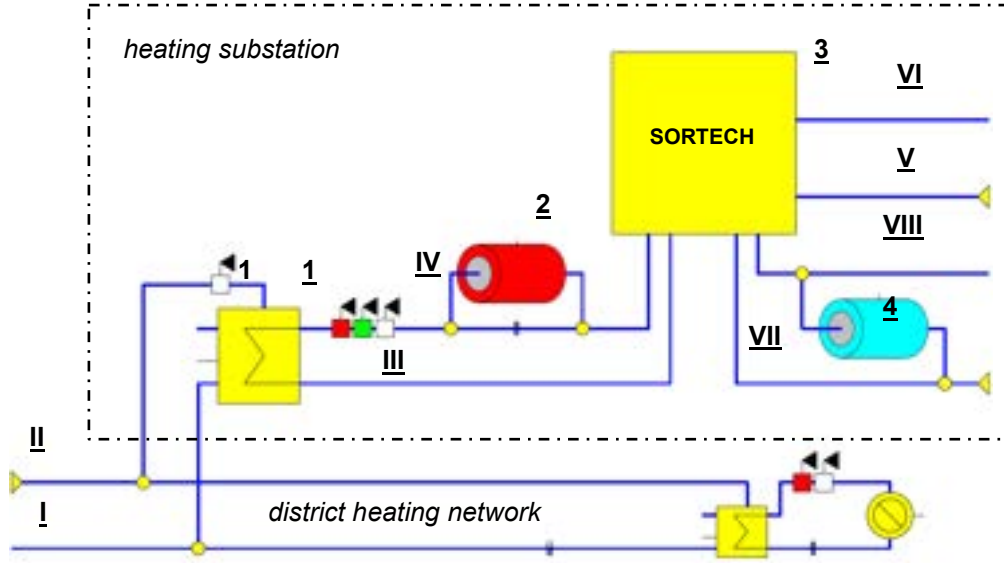 heating substation
3
VI
SORTECH
V
2
VIII
IV
1
1
4
VII
III
II
I
district heating network